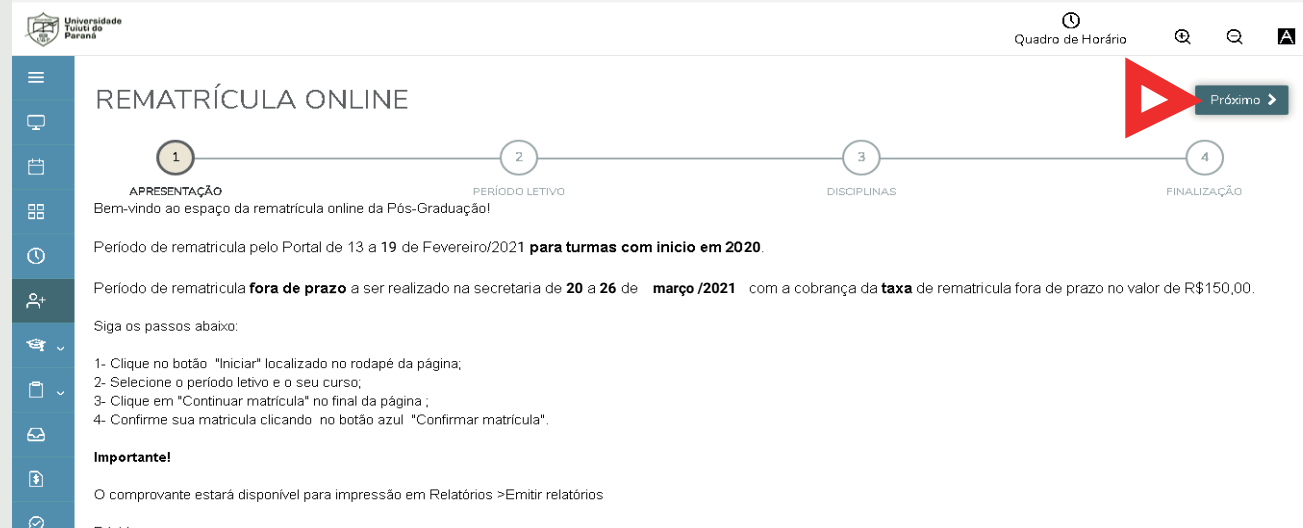 Universidade
Tuiuti do
Paraná
Quadro de Horário
A
REMATRÍCULA ONLINE
Próximo
1
2
3
4
APRESENTAÇÃO
PERÍODO LETIVO
DISCIPLINAS
FINALIZAÇÃO
Bem-vindo ao espaço da rematrícula online da Pós-Graduação!
Período de rematricula pelo Portal de 13 a 19 de Fevereiro/2021 para turmas com inicio em 2020.
Período de rematricula fora de prazo a ser realizado na secretaria de 20 a 26 de março /2021 com a cobrança da taxa de rematricula fora de prazo no valor de R$150,00.
Siga os passos abaixo:
1- Clique no botão "Iniciar" localizado no rodapé da página;
2- Selecione o período letivo e o seu curso;
3- Clique em "Continuar matrícula" no final da página ;
4- Confirme sua matricula clicando no botão azul "Confirmar matrícula".
Importante!
O comprovante estará disponível para impressão em Relatórios >Emitir relatórios